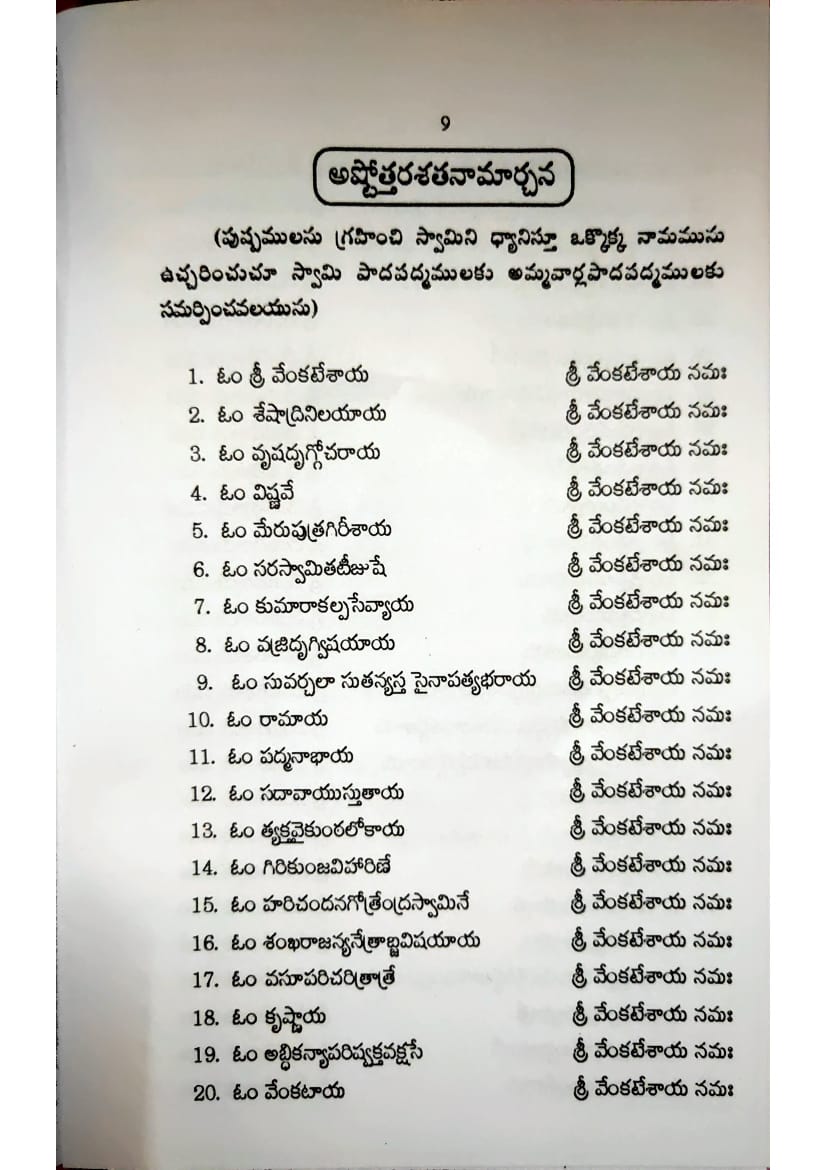 9
అష్టోత్తరశతనామార్చన
(పుష్పములను గ్రహించి స్వామిని ధ్యానిస్తూ ఒక్కొక్క నామమును
ఉచ్చరించుచూ స్వామి పాదపద్మములకు అమ్మవార్లపాదపద్మములకు
సమర్పించవలయును)
1. ఓం శ్రీ వేంకటేశాయ శ్రీ వేంకటేశాయ నమః
2. ఓం శేషాద్రినిలయాయ శ్రీ వేంకటేశాయ నమః
3. ఓం వృషదృగ్గోచరాయ శ్రీ వేంకటేశాయ నమః
4. ఓం విష్ణవే శ్రీ వేంకటేశాయ నమః
5. ఓం మేరుపుత్రగిరీశాయ శ్రీ వేంకటేశాయ నమః
6. ఓం సరస్వామితటీజుషే శ్రీ వేంకటేశాయ నమః
7. ఓం కుమారాకల్పసేవ్యాయ శ్రీ వేంకటేశాయ నమః
8. ఓం వజ్రిదృగ్విషయాయ శ్రీ వేంకటేశాయ నమః
9. ఓం సువర్చలా సుతన్యస్త సైనాపత్యభరాయ శ్రీ వేంకటేశాయ నమః
10. ఓం రామాయ శ్రీ వేంకటేశాయ నమః
11. ఓం పద్మనాభాయ శ్రీ వేంకటేశాయ నమః
12. ఓం సదావాయుస్తుతాయ శ్రీ వేంకటేశాయ నమః
13. ఓం త్యక్తవైకుంఠలోకాయ శ్రీ వేంకటేశాయ నమః
14. ఓం గిరికుంజవిహారిణే శ్రీ వేంకటేశాయ నమః
15. ఓం హరిచందనగోత్రేంద్రస్వామినే శ్రీ వేంకటేశాయ నమః
16. ఓం శంఖరాజన్యనేత్రాబ్జవిషయాయ శ్రీ వేంకటేశాయ నమః
17. ఓం వసూపరిచరిత్రాత్రే శ్రీ వేంకటేశాయ నమః
18. ఓం కృష్ణాయ శ్రీ వేంకటేశాయ నమః
19. ఓం అబ్ధికన్యాపరిష్వక్తవక్షసే శ్రీ వేంకటేశాయ నమః
20. ఓం వేంకటాయ శ్రీ వేంకటేశాయ నమః